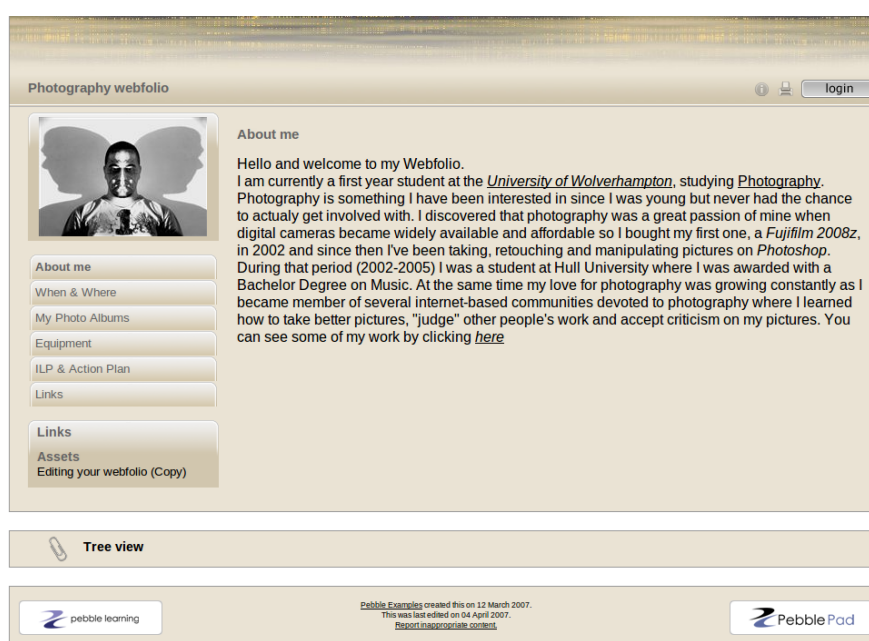 Photography webfolio
login
About me
Hello and welcome to my Webfolio.
I am currently a first year student at the University of Wolverhampton, studying Photography.
Photography is something I have been interested in since I was young but never had the chance
to actualy get involved with. I discovered that photography was a great passion of mine when
digital cameras became widely available and affordable so I bought my first one, a Fujifilm 2008z,
in 2002 and since then I've been taking, retouching and manipulating pictures on Photoshop.
During that period (2002-2005) I was a student at Hull University where I was awarded with a
Bachelor Degree on Music. At the same time my love for photography was growing constantly as I
became member of several internet-based communities devoted to photography where I learned
how to take better pictures, "judge" other people's work and accept criticism on my pictures. You
can see some of my work by clicking here
About me
When & Where
My Photo Albums
Equipment
ILP & Action Plan
Links
Links
Assets
Editing your webfolio (Copy)
Tree view
pebble learning
Pebble Examples created this on 12 March 2007.
This was last edited on 04 April 2007.
Report inappropriate content.
PebblePad